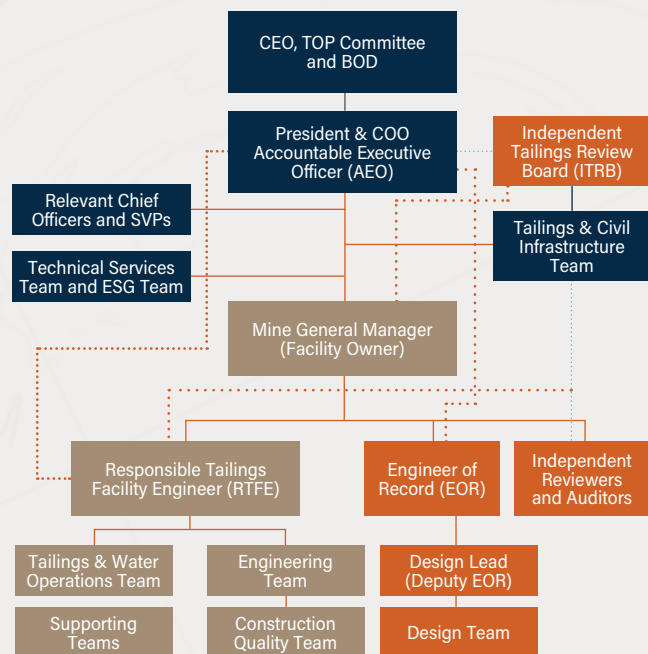 CEO, TOP Committee
and BOD
President & COO
Accountable Executive
Officer (AEO)
Independent
Tailings Review
Board (ITRB)
Relevant Chief
Officers and SVPs
Tailings & Civil
Infrastructure
Team
Technical Services
Team and ESG Team
Mine General Manager
(Facility Owner)
Responsible Tailings
Facility Engineer (RTFE)
Engineer of
Record (EOR)
Independent
Reviewers
and Auditors
Tailings & Water
Operations Team
Engineering
Team
Design Lead
(Deputy EOR)
Supporting
Teams
Construction
Quality Team
Design Team